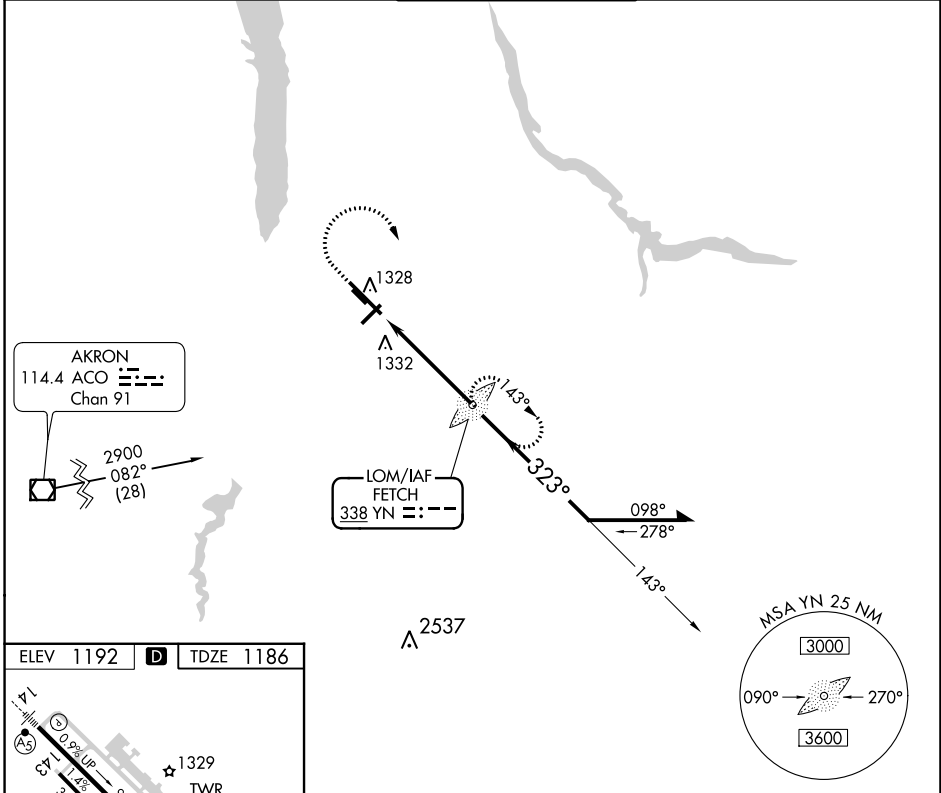 1328
1332
AKRON
114.4 ACO
Chan 91
2900
082°
(28)
143°
LOM/IAF
FETCH
338 YN
323°
098°
278°
143°
2537
MSA YN 25 NM
3000
090° 270°
3600
ELEV 1192 D TDZE 1186
14
P
A5
0.9% UP
143
1.4%
1329
TWR